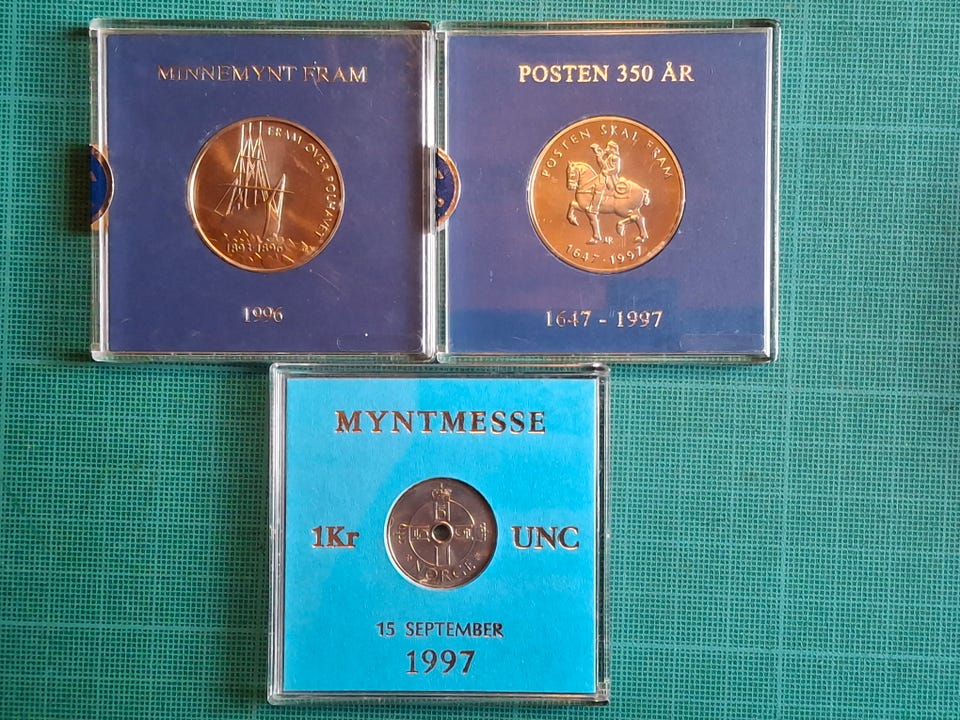 MINNEMYNT FRAM
FRAM OVER POLHAVET
1893-1896
1996
POSTEN 350 ÅR
POSTEN SKAL FRAM
1647 · 1997
1647 - 1997
MYNTMESSE
1Kr
UNC
NORGE
15 SEPTEMBER
1997